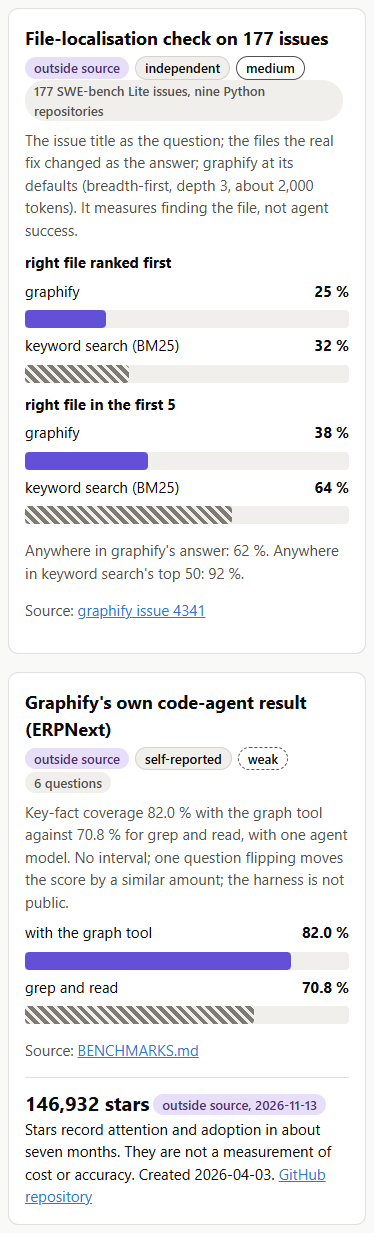 File-localisation check on 177 issues
outside source independent medium
177 SWE-bench Lite issues, nine Python
repositories
The issue title as the question; the files the real
fix changed as the answer; graphify at its
defaults (breadth-first, depth 3, about 2,000
tokens). It measures finding the file, not agent
success.
right file ranked first
graphify 25 %
keyword search (BM25) 32 %
right file in the first 5
graphify 38 %
keyword search (BM25) 64 %
Anywhere in graphify's answer: 62 %. Anywhere
in keyword search's top 50: 92 %.
Source: graphify issue 4341
Graphify's own code-agent result
(ERPNext)
outside source self-reported weak
6 questions
Key-fact coverage 82.0 % with the graph tool
against 70.8 % for grep and read, with one agent
model. No interval; one question flipping moves
the score by a similar amount; the harness is not
public.
with the graph tool 82.0 %
grep and read 70.8 %
Source: BENCHMARKS.md
146,932 stars outside source, 2026-11-13
Stars record attention and adoption in about
seven months. They are not a measurement of
cost or accuracy. Created 2026-04-03. GitHub
repository